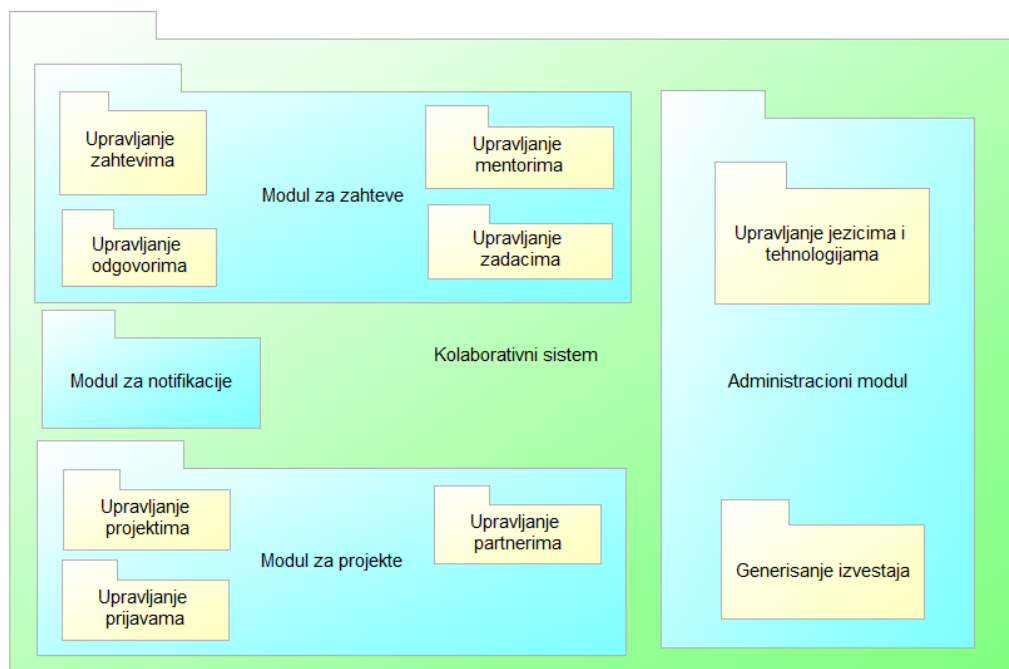 Upravljanje
zahtevima
Upravljanje
mentorima
Modul za zahteve
Upravljanje
odgovorima
Upravljanje
zadacima
Upravljanje jezicima i
tehnologijama
Modul za notifikacije
Kolaborativni sistem
Administracioni modul
Upravljanje
projektima
Upravljanje
partnerima
Modul za projekte
Upravljanje
prijavama
Generisanje izvestaja